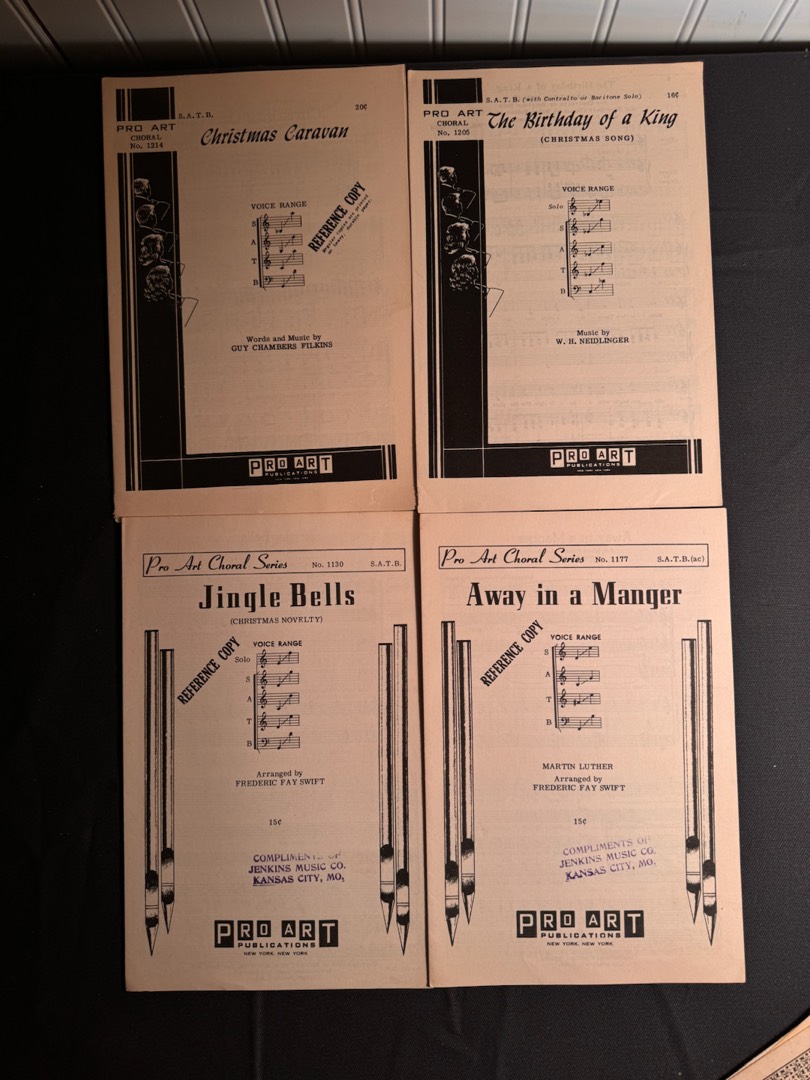 S.A.T.B.
20¢
PRO ART
CHORAL
No. 1214
Christmas Caravan
VOICE RANGE
S
A
T
B
REFERENCE COPY
Words and Music by
GUY CHAMBERS FILKINS
PRO ART
PUBLICATIONS
S.A.T.B. (with Contralto or Baritone Solo)
16¢
PRO ART
CHORAL
No. 1205
The Birthday of a King
(CHRISTMAS SONG)
VOICE RANGE
Solo
S
A
T
B
Music by
W. H. NEIDLINGER
PRO ART
PUBLICATIONS
Pro Art Choral Series No. 1130 S.A.T.B.
Jingle Bells
(CHRISTMAS NOVELTY)
REFERENCE COPY
VOICE RANGE
Solo
S
A
T
B
Arranged by
FREDERIC FAY SWIFT
15¢
COMPLIMENTS OF
JENKINS MUSIC CO.
KANSAS CITY, MO.
PRO ART
PUBLICATIONS
NEW YORK, NEW YORK
Pro Art Choral Series No. 1177 S.A.T.B.(ac)
Away in a Manger
REFERENCE COPY
VOICE RANGE
S
A
T
B
MARTIN LUTHER
Arranged by
FREDERIC FAY SWIFT
15¢
COMPLIMENTS OF
JENKINS MUSIC CO.
KANSAS CITY, MO.
PRO ART
PUBLICATIONS
NEW YORK, NEW YORK